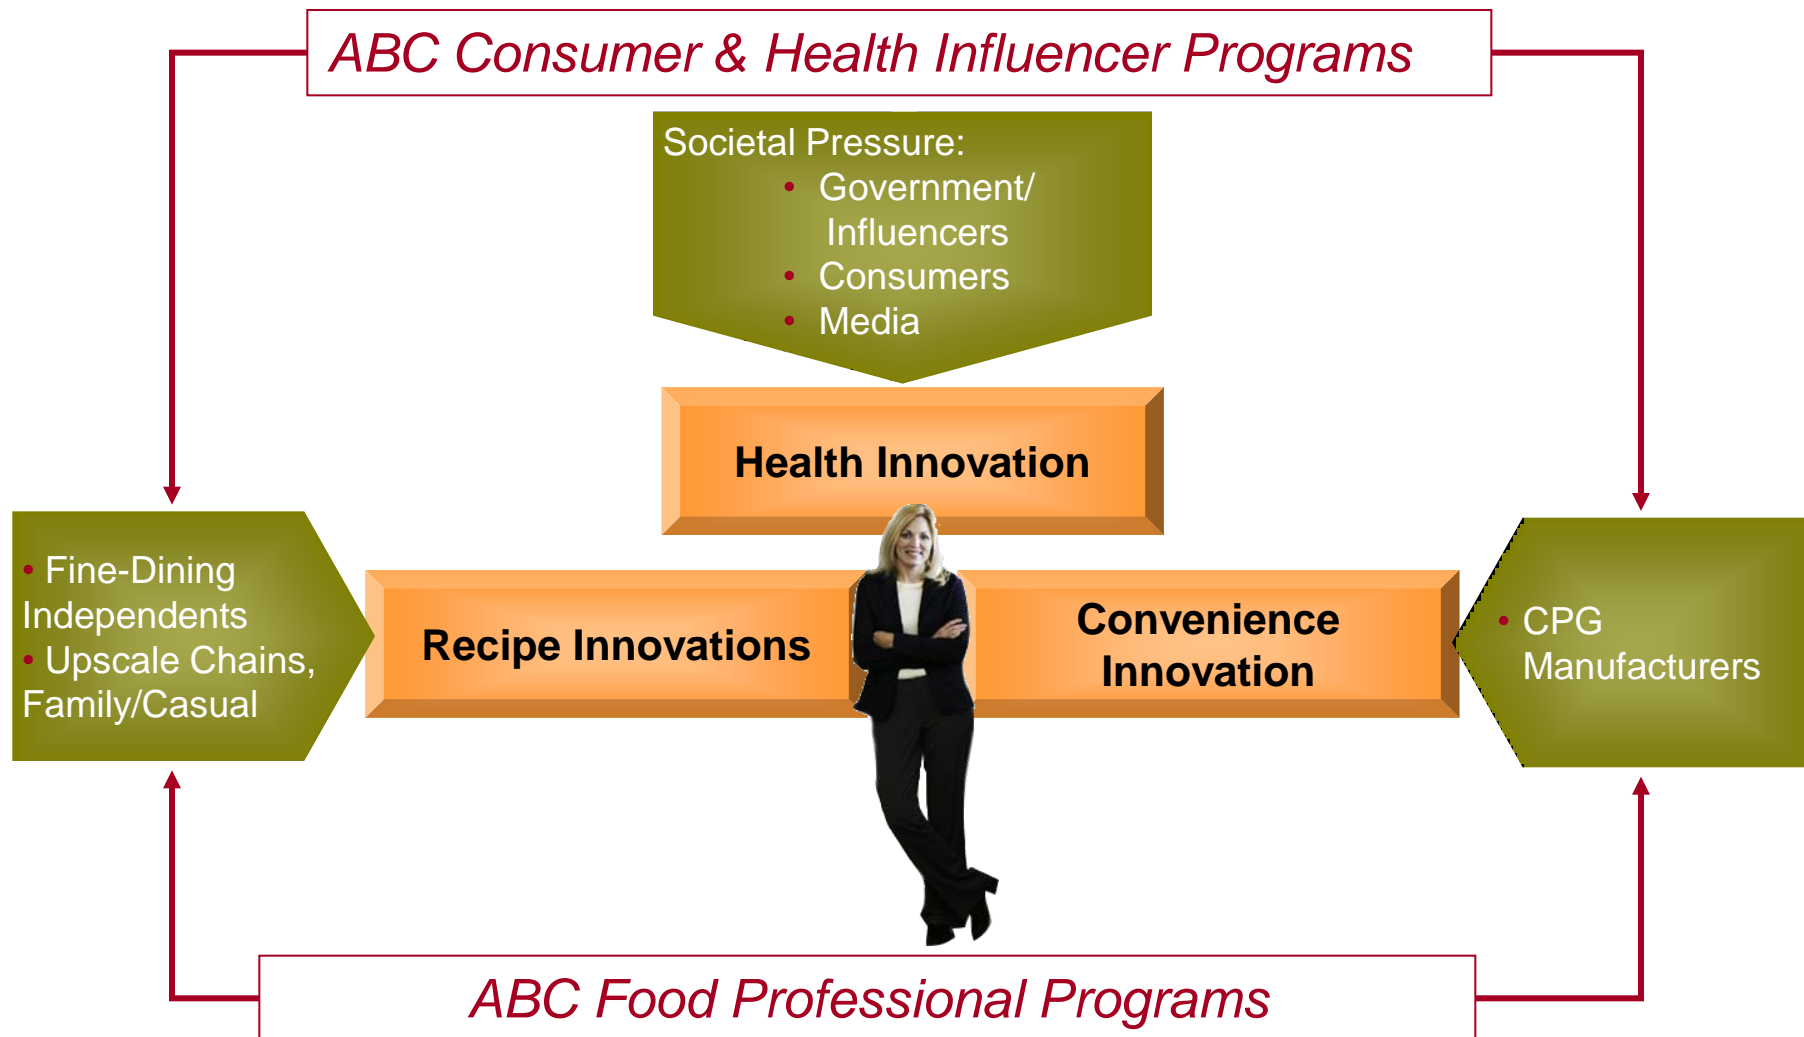 ABC Consumer & Health Influencer Programs
Societal Pressure:
• Government/
Influencers
• Consumers
• Media
Health Innovation
• Fine-Dining
Independents
• Upscale Chains,
Family/Casual
Recipe Innovations
Convenience
Innovation
• CPG
Manufacturers
ABC Food Professional Programs